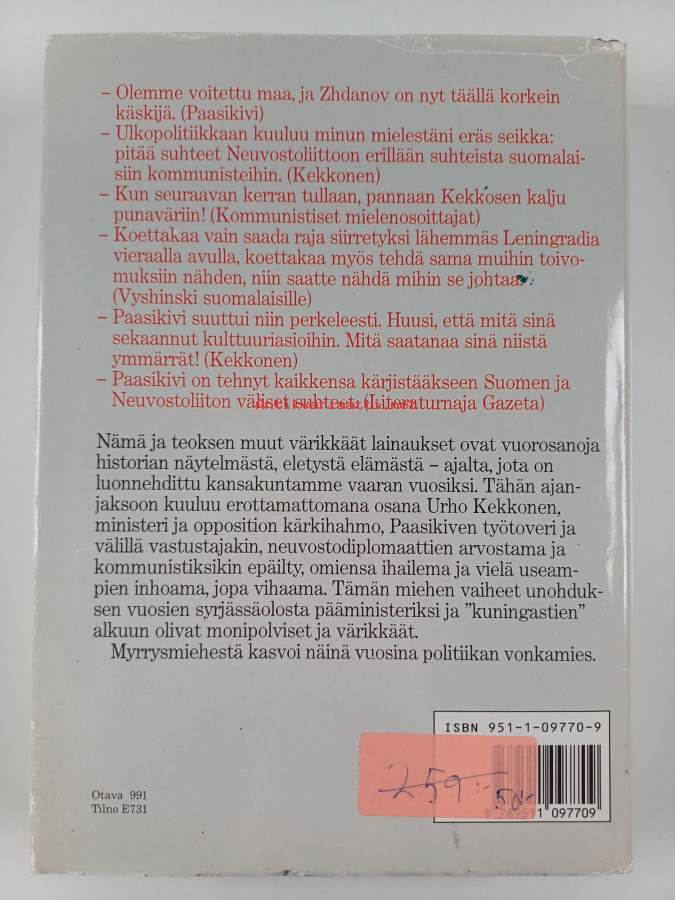 – Olemme voitettu maa, ja Zhdanov on nyt täällä korkein
käskijä. (Paasikivi)
– Ulkopolitiikkaan kuuluu minun mielestäni eräs seikka:
pitää suhteet Neuvostoliittoon erillään suhteista suomalai-
siin kommunisteihin. (Kekkonen)
– Kun seuraavan kerran tullaan, pannaan Kekkosen kalju
punaväriin! (Kommunistiset mielenosoittajat)
– Koettakaa vain saada raja siirretyksi lähemmäs Leningradia
vieraalla avulla, koettakaa myös tehdä sama muihin toivo-
muksiin nähden, niin saatte nähdä mihin se johtaa.
(Vyshinski suomalaisille)
– Paasikivi suuttui niin perkeleesti. Huusi, että mitä sinä
sekaannut kulttuuriasioihin. Mitä saatanaa sinä niistä
ymmärrät! (Kekkonen)
– Paasikivi on tehnyt kaikkensa kärjistääkseen Suomen ja
Neuvostoliiton väliset suhteet. (Literaturnaja Gazeta)
Nämä ja teoksen muut värikkäät lainaukset ovat vuorosanoja
historian näytelmästä, eletystä elämästä – ajalta, jota on
luonnehdittu kansakuntamme vaaran vuosiksi. Tähän ajan-
jaksoon kuuluu erottamattomana osana Urho Kekkonen,
ministeri ja opposition kärkihahmo, Paasikiven työtoveri ja
välillä vastustajakin, neuvostodiplomaattien arvostama ja
kommunistiksikin epäilty, omiensa ihailema ja vielä useam-
pien inhoama, jopa vihaama. Tämän miehen vaiheet unohduk-
sen vuosien syrjässäolosta pääministeriksi ja ”kuningastien”
alkuun olivat monipolviset ja värikkäät.
Myrrysmiehestä kasvoi näinä vuosina politiikan vonkamies.
ISBN 951-1-09770-9
259:-
50:-
9 789511 097709
Otava 991
Tilno E731